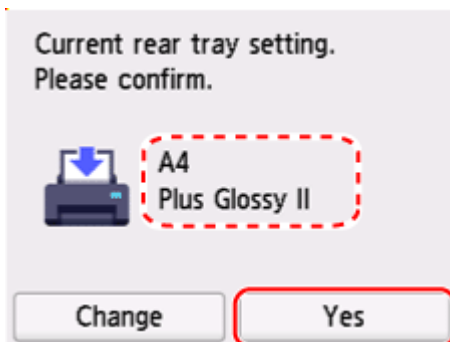 Current rear tray setting.
Please confirm.
A4
Plus Glossy II
Change
Yes